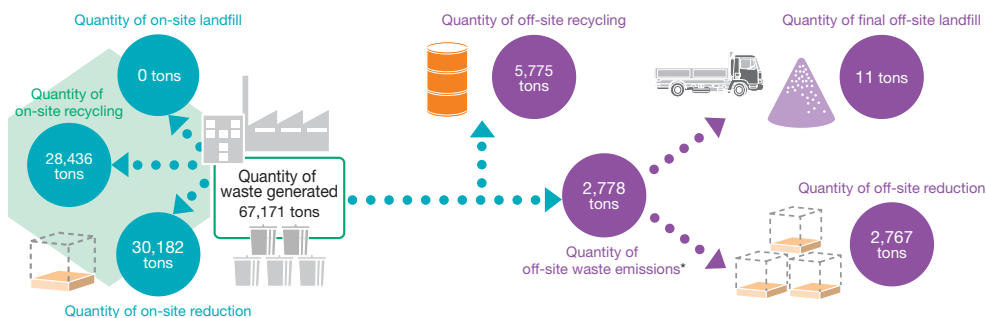 Quantity of on-site landfill
0 tons
Quantity of
on-site recycling
28,436
tons
30,182
tons
Quantity of on-site reduction
Quantity of
waste generated
67,171 tons
Quantity of off-site recycling
5,775
tons
2,778
tons
Quantity of
off-site waste emissions*
Quantity of final off-site landfill
11 tons
Quantity of off-site reduction
2,767
tons